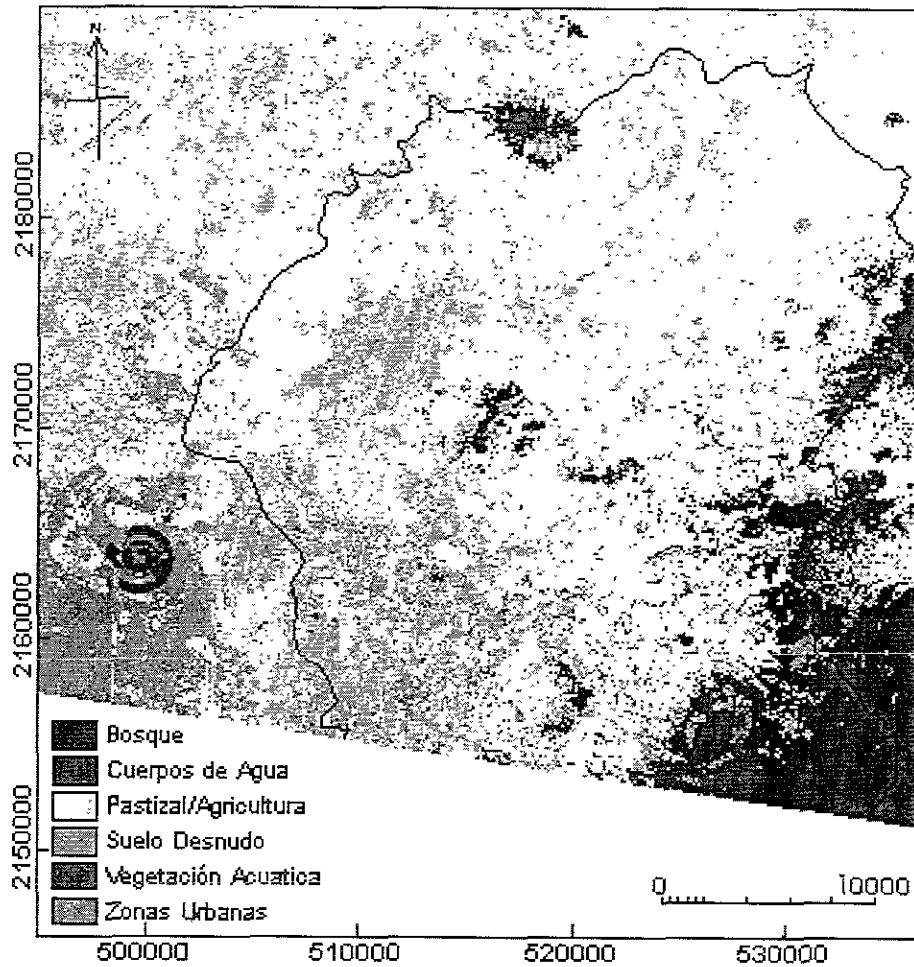 N
2180000
2170000
2160000
2150000
Bosque
Cuerpos de Agua
Pastizal/Agricultura
Suelo Desnudo
Vegetación Acuatica
Zonas Urbanas
0 10000
500000 510000 520000 530000